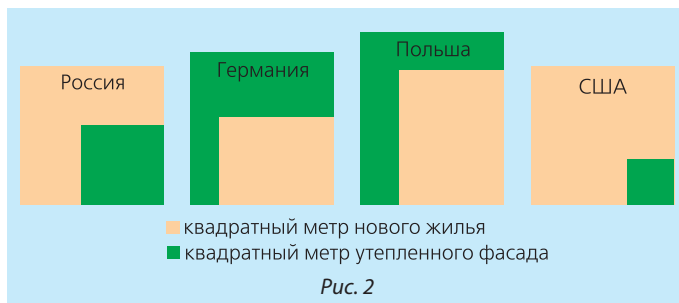 Россия
Германия
Польша
США
квадратный метр нового жилья
квадратный метр утепленного фасада
Рис. 2